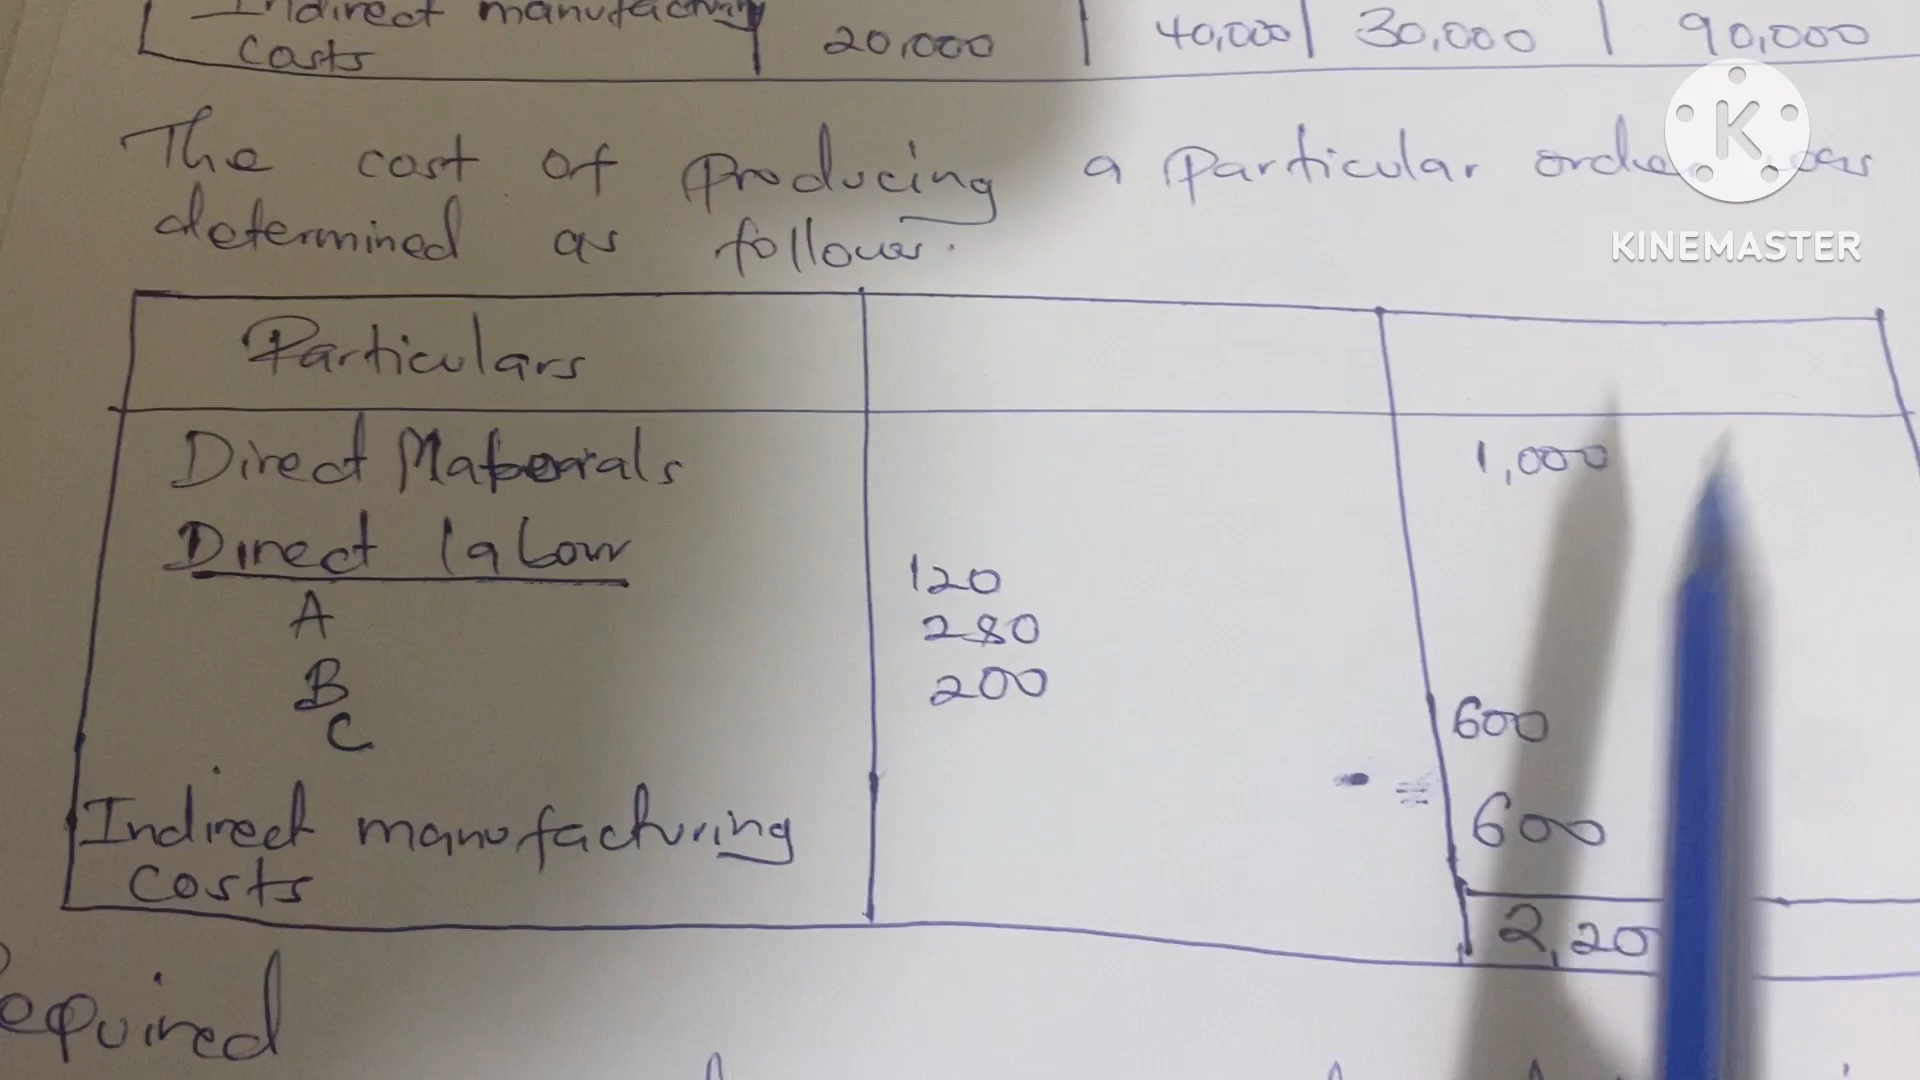 Indirect manufacturing
costs 20,000 40,000 30,000 90,000
The cost of producing a particular order was
determined as follows.
K
KINEMASTER
Particulars
Direct Materials 1,000
Direct labour
A 120
B 280
C 200 600
Indirect manufacturing
costs 600
2,20
equired